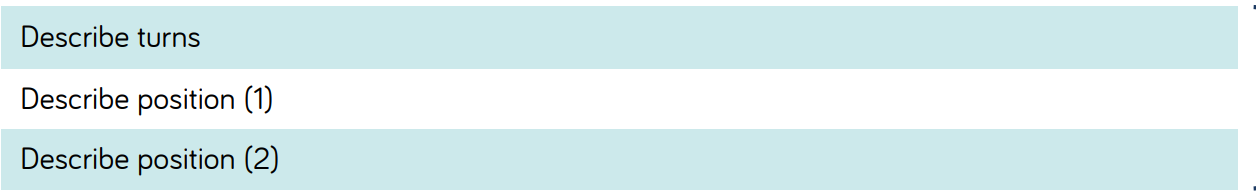 Describe turns
Describe position (1)
Describe position (2)